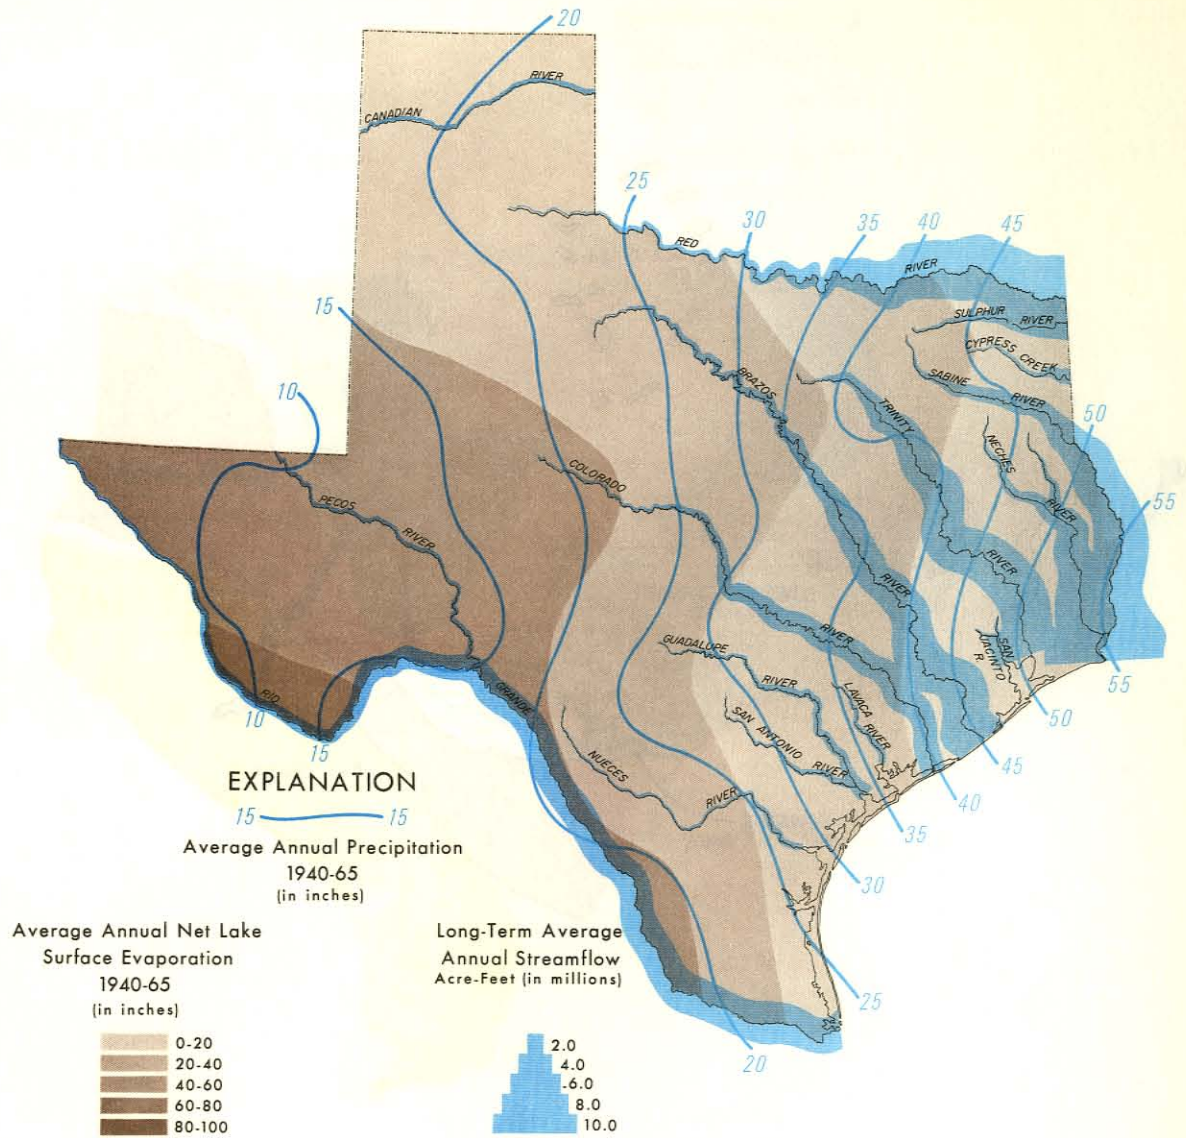 20
CANADIAN
RIVER
25
30
35
40
45
RED
RIVER
15
SULPHUR RIVER
CYPRESS CREEK
SABINE RIVER
10
BRAZOS RIVER
TRINITY RIVER
NECHES RIVER
50
COLORADO RIVER
PECOS RIVER
55
GUADALUPE RIVER
SAN JACINTO R.
LAVACA RIVER
SAN ANTONIO RIVER
RIO GRANDE
NUECES RIVER
10
15
55
50
45
40
35
30
25
20
EXPLANATION
15 15
Average Annual Precipitation
1940-65
(in inches)
Average Annual Net Lake
Surface Evaporation
1940-65
(in inches)
0-20
20-40
40-60
60-80
80-100
Long-Term Average
Annual Streamflow
Acre-Feet (in millions)
2.0
4.0
6.0
8.0
10.0